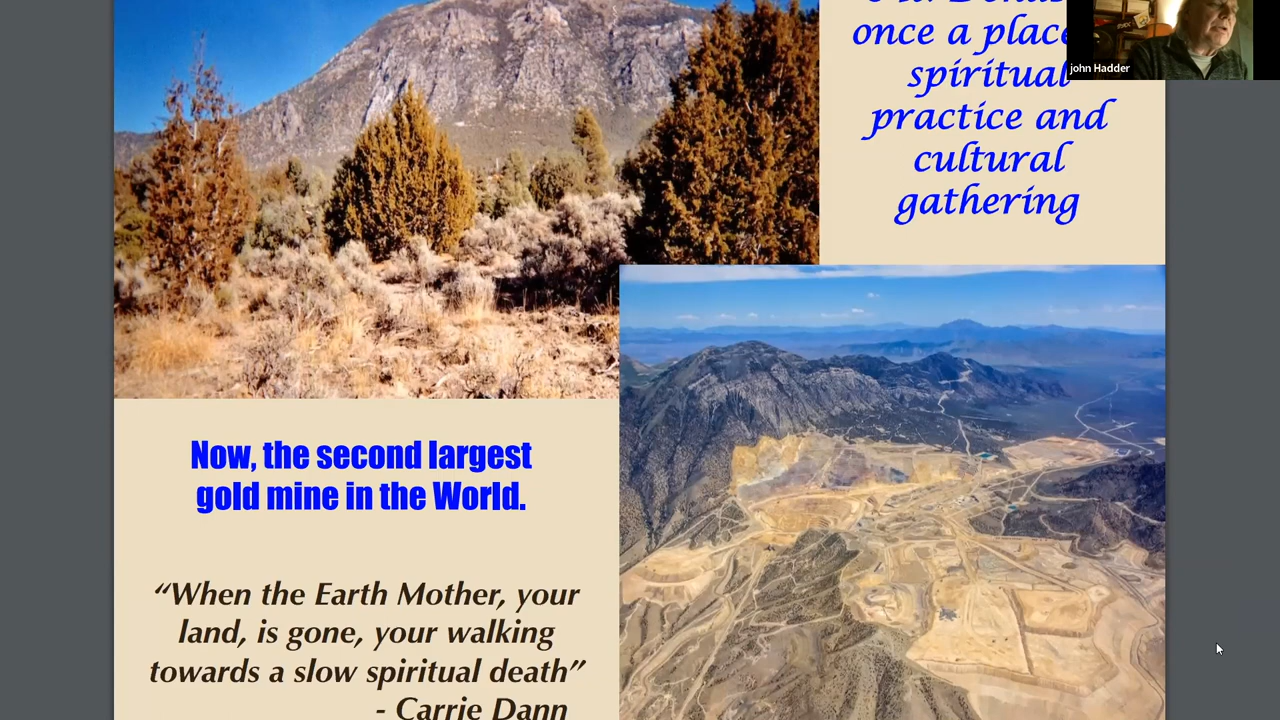 once a place
spiritual
practice and
cultural
gathering
john Hadder
Now, the second largest
gold mine in the World.
“When the Earth Mother, your
land, is gone, your walking
towards a slow spiritual death”
- Carrie Dann